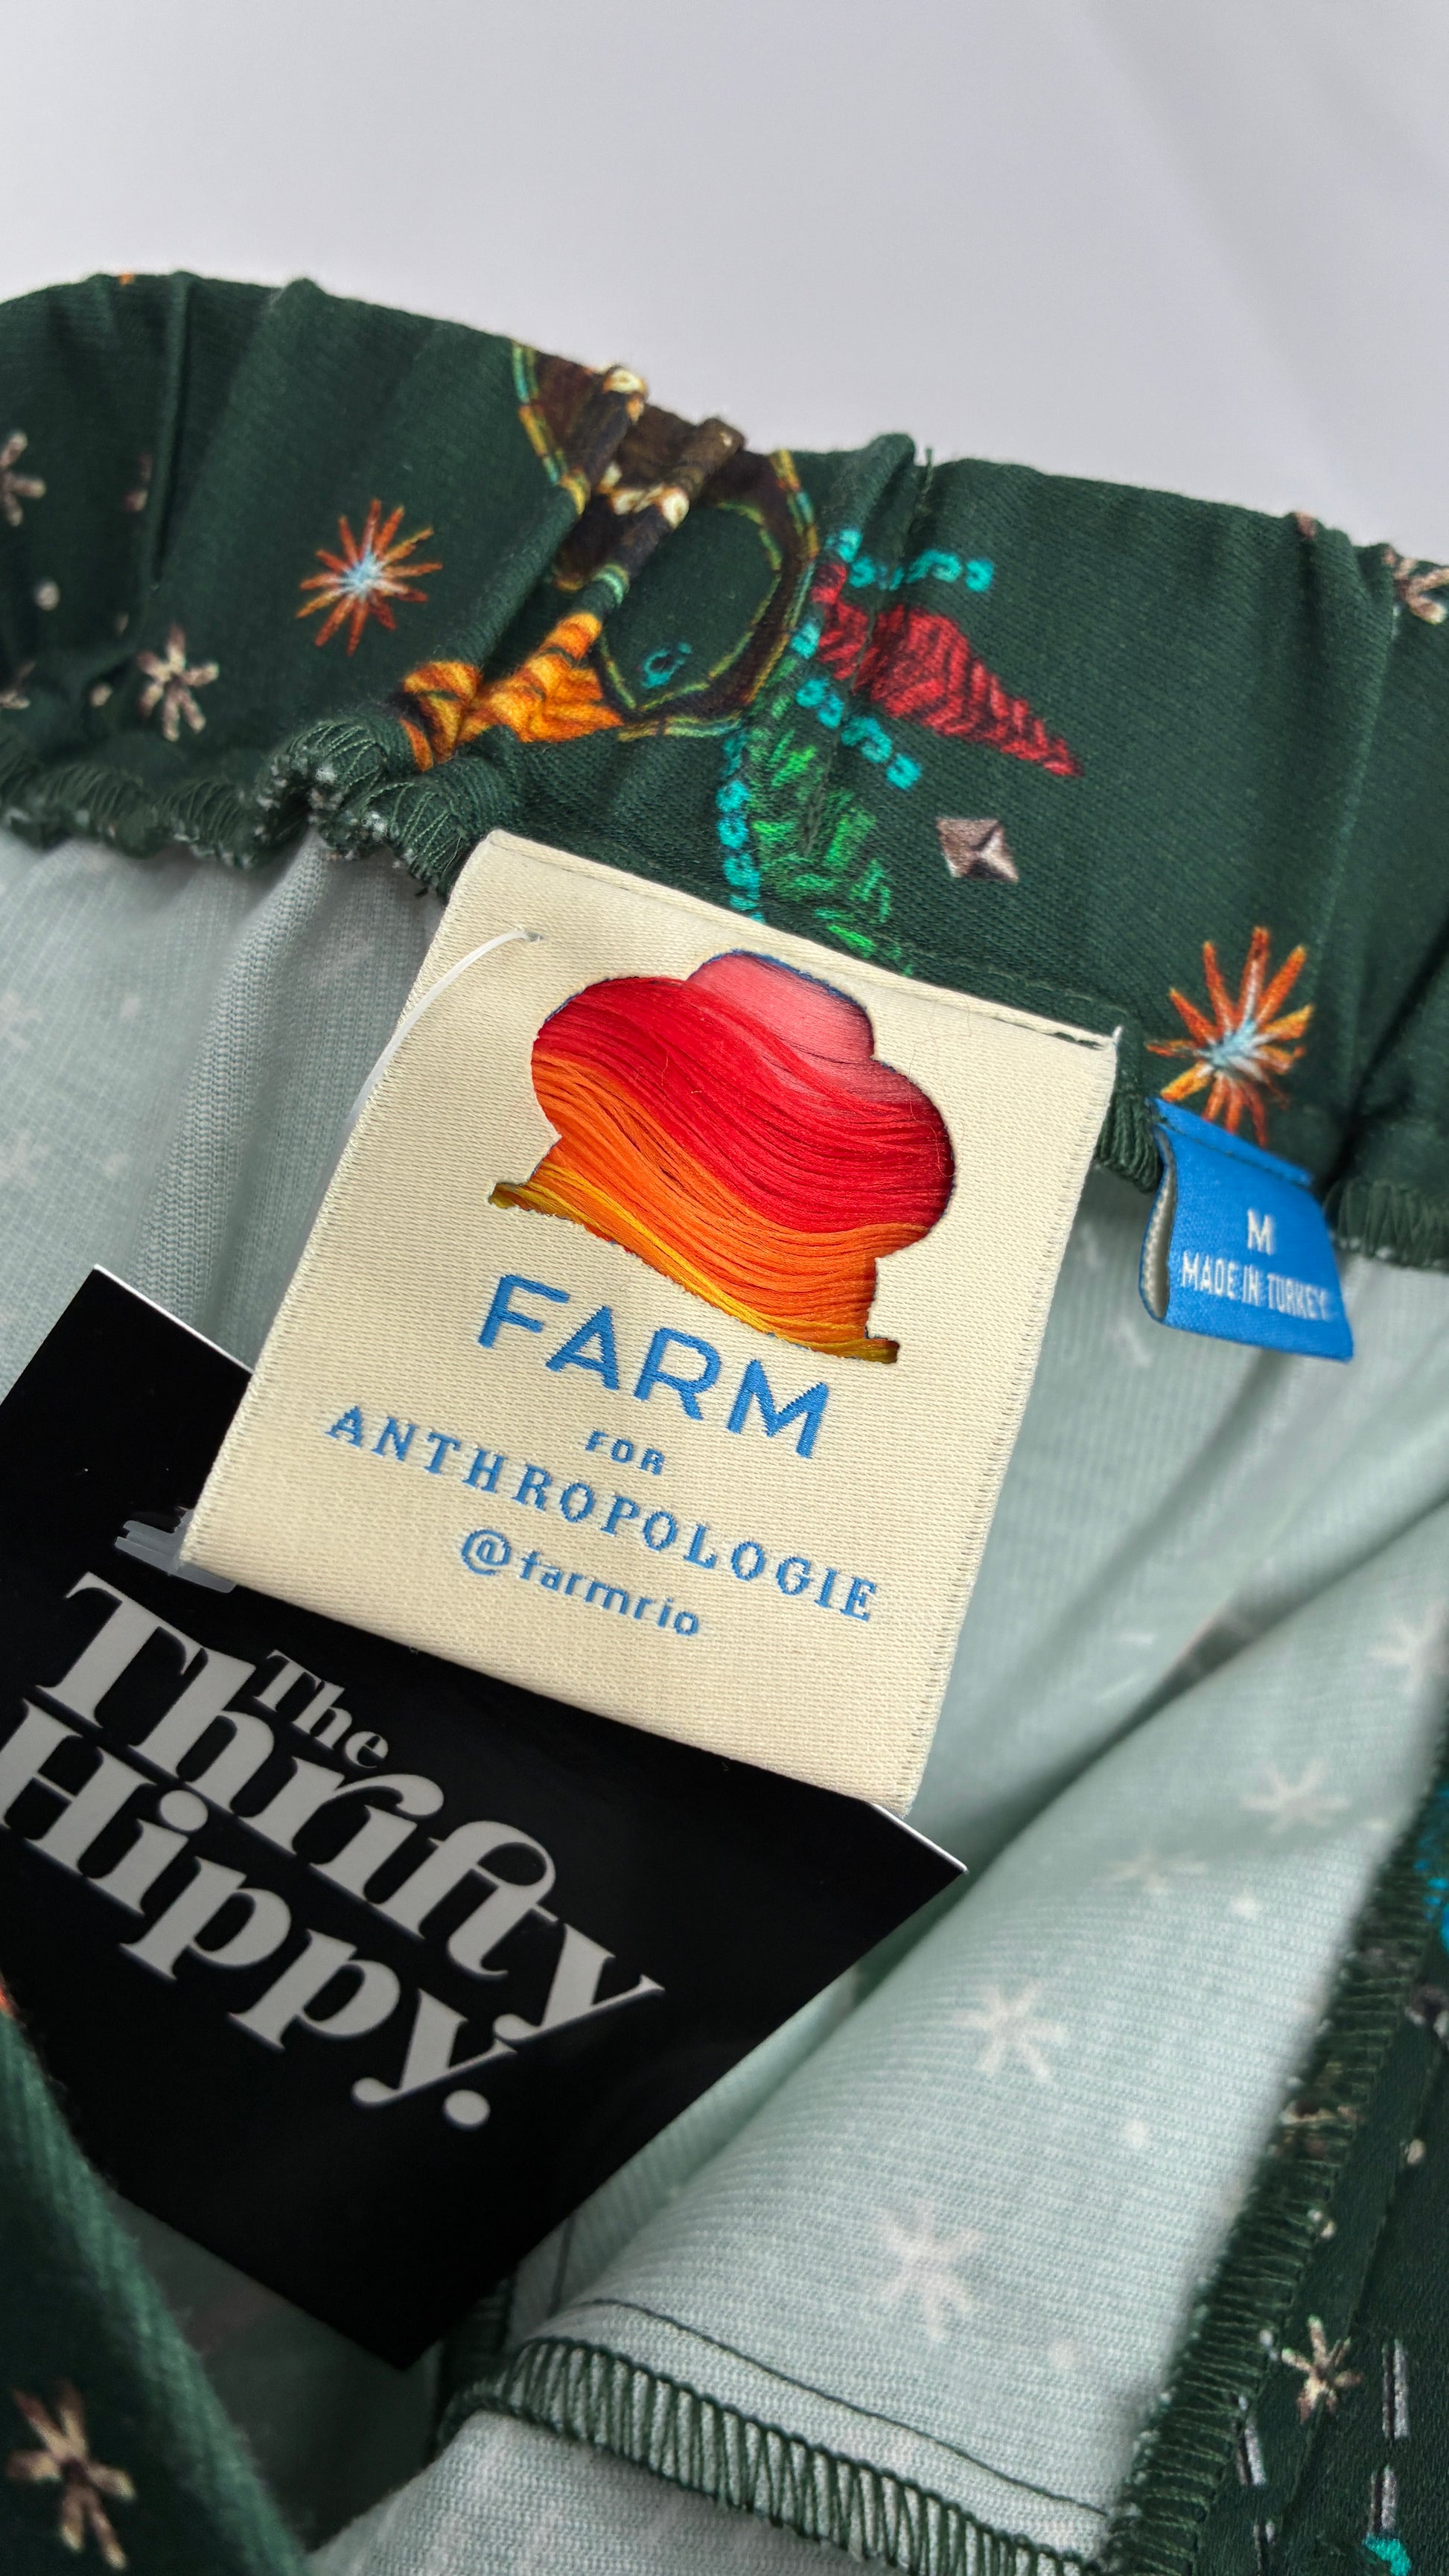 FARM
FOR
ANTHROPOLOGIE
@farmrio
M
MADE IN TURKEY
The
Thrifty
Hippy.